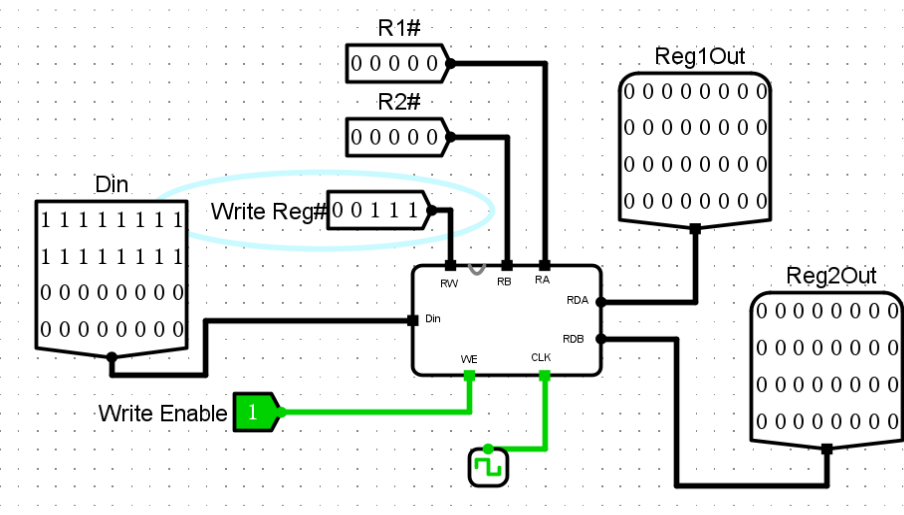 R1#
0 0 0 0 0
Reg1Out
0 0 0 0 0 0 0 0
0 0 0 0 0 0 0 0
0 0 0 0 0 0 0 0
0 0 0 0 0 0 0 0
R2#
0 0 0 0 0
Din
1 1 1 1 1 1 1 1
1 1 1 1 1 1 1 1
0 0 0 0 0 0 0 0
0 0 0 0 0 0 0 0
Write Reg#
0 0 1 1 1
RW
RB
RA
RDA
Din
RDB
WE
CLK
Reg2Out
0 0 0 0 0 0 0 0
0 0 0 0 0 0 0 0
0 0 0 0 0 0 0 0
0 0 0 0 0 0 0 0
Write Enable
1